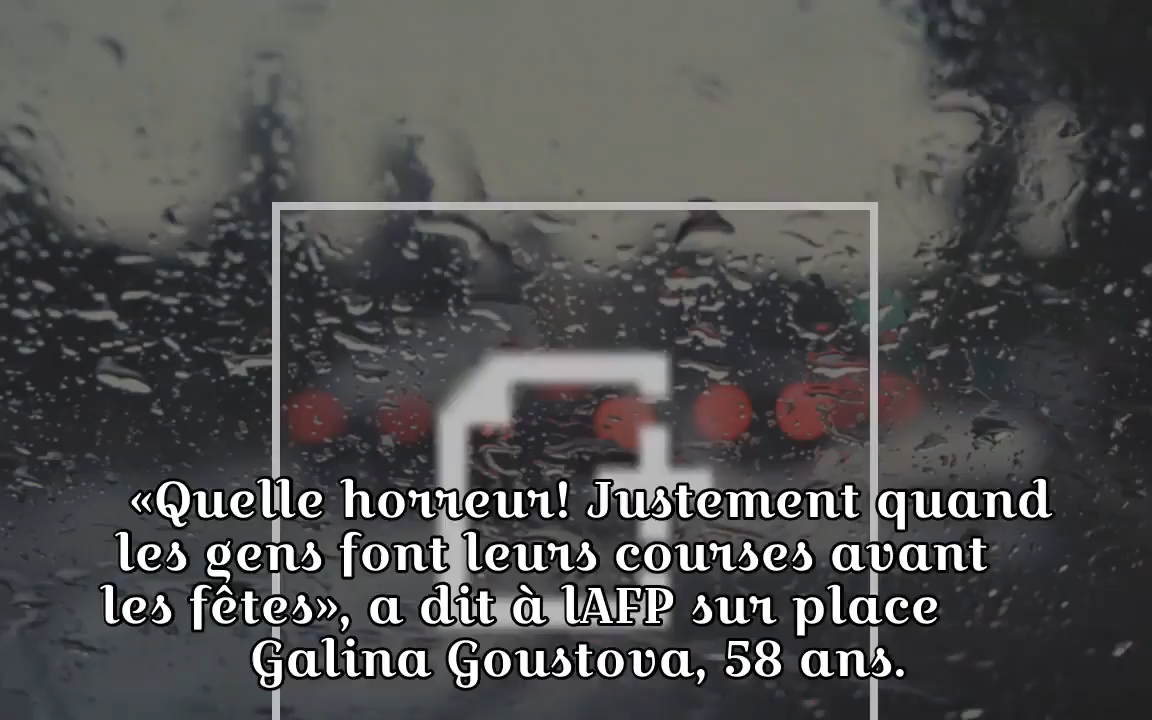 «Quelle horreur! Justement quand
les gens font leurs courses avant
les fêtes», a dit à lAFP sur place
Galina Goustova, 58 ans.